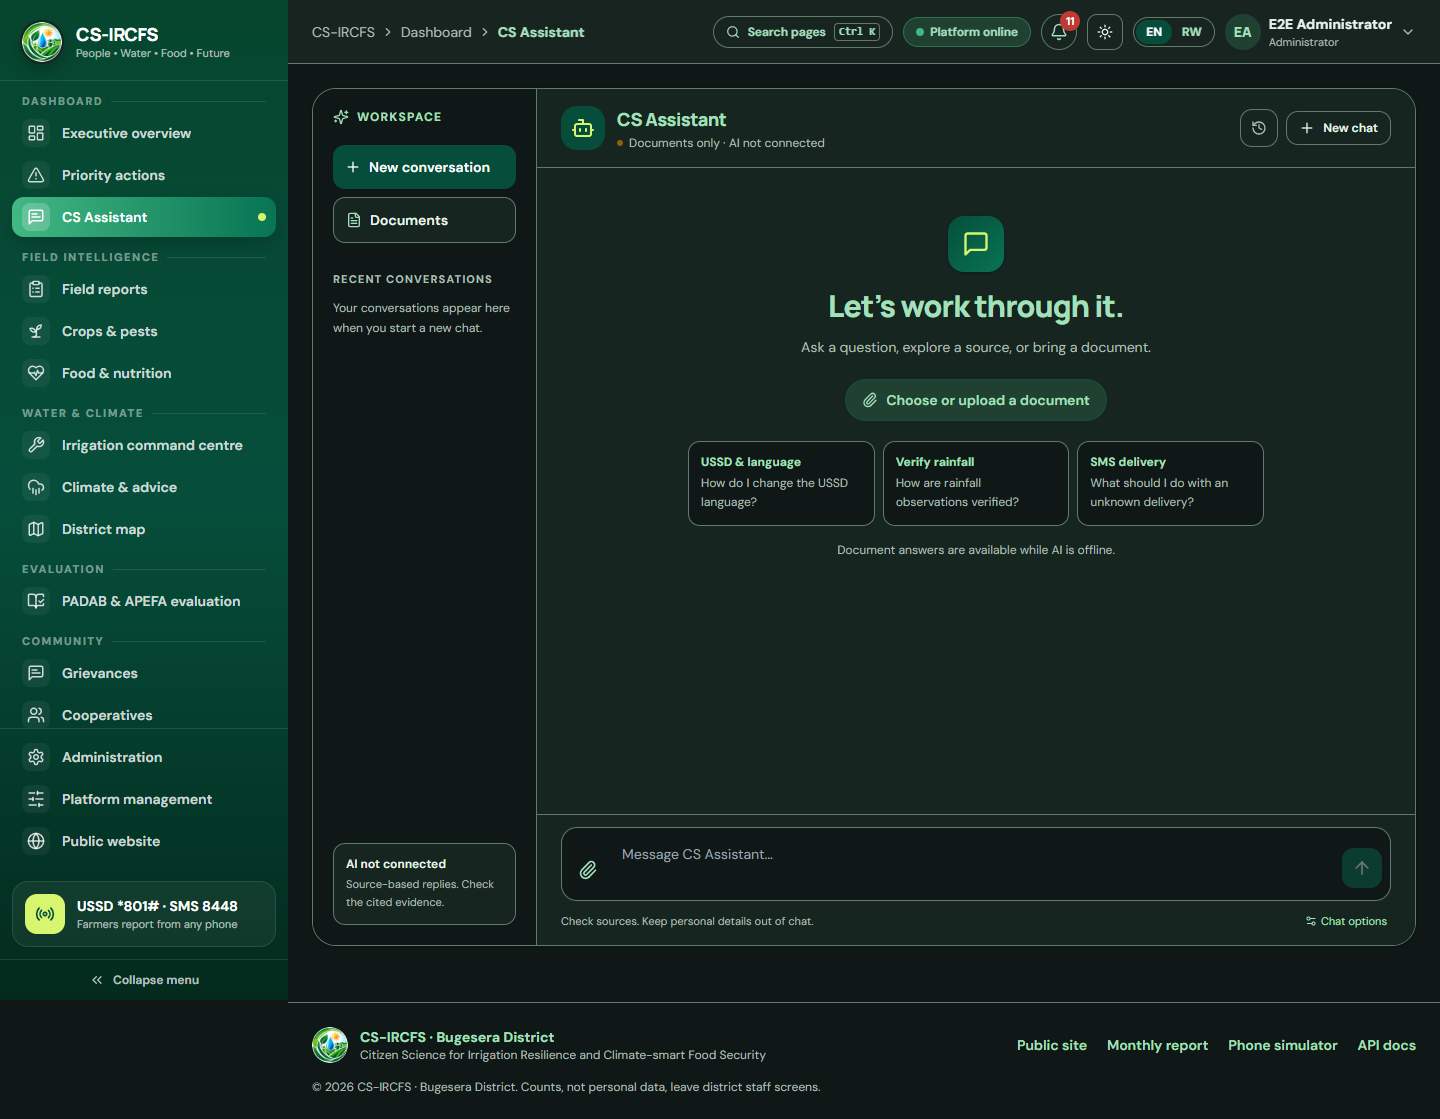 CS-IRCFS
People • Water • Food • Future
DASHBOARD
Executive overview
Priority actions
CS Assistant
FIELD INTELLIGENCE
Field reports
Crops & pests
Food & nutrition
WATER & CLIMATE
Irrigation command centre
Climate & advice
District map
EVALUATION
PADAB & APEFA evaluation
COMMUNITY
Grievances
Cooperatives
Administration
Platform management
Public website
USSD *801# · SMS 8448
Farmers report from any phone
Collapse menu
CS-IRCFS > Dashboard > CS Assistant
Search pages Ctrl K
Platform online
11
EN RW
EA
E2E Administrator
Administrator
WORKSPACE
New conversation
Documents
RECENT CONVERSATIONS
Your conversations appear here
when you start a new chat.
AI not connected
Source-based replies. Check
the cited evidence.
CS Assistant
Documents only · AI not connected
New chat
Let's work through it.
Ask a question, explore a source, or bring a document.
Choose or upload a document
USSD & language
How do I change the USSD
language?
Verify rainfall
How are rainfall
observations verified?
SMS delivery
What should I do with an
unknown delivery?
Document answers are available while AI is offline.
Message CS Assistant...
Check sources. Keep personal details out of chat.
Chat options
CS-IRCFS · Bugesera District
Citizen Science for Irrigation Resilience and Climate-smart Food Security
Public site
Monthly report
Phone simulator
API docs
© 2026 CS-IRCFS · Bugesera District. Counts, not personal data, leave district staff screens.